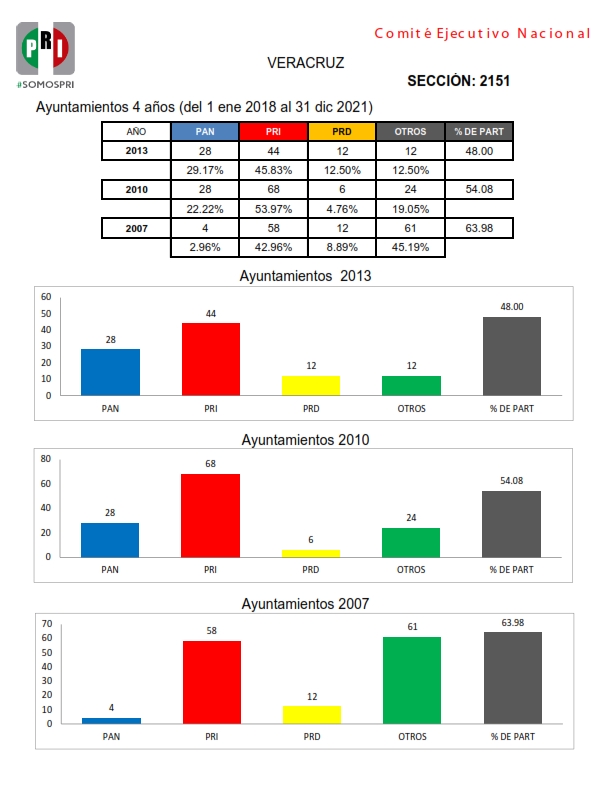 Comité Ejecutivo Nacional
PRI
#SOMOSPRI
VERACRUZ
SECCIÓN: 2151
Ayuntamientos 4 años (del 1 ene 2018 al 31 dic 2021)
AÑO PAN PRI PRD OTROS % DE PART
2013 28 44 12 12 48.00
29.17% 45.83% 12.50% 12.50%
2010 28 68 6 24 54.08
22.22% 53.97% 4.76% 19.05%
2007 4 58 12 61 63.98
2.96% 42.96% 8.89% 45.19%
Ayuntamientos 2013
60
50
40
30
20
10
0
28 44 12 12 48.00
PAN PRI PRD OTROS % DE PART
Ayuntamientos 2010
80
60
40
20
0
28 68 6 24 54.08
PAN PRI PRD OTROS % DE PART
Ayuntamientos 2007
70
60
50
40
30
20
10
0
4 58 12 61 63.98
PAN PRI PRD OTROS % DE PART